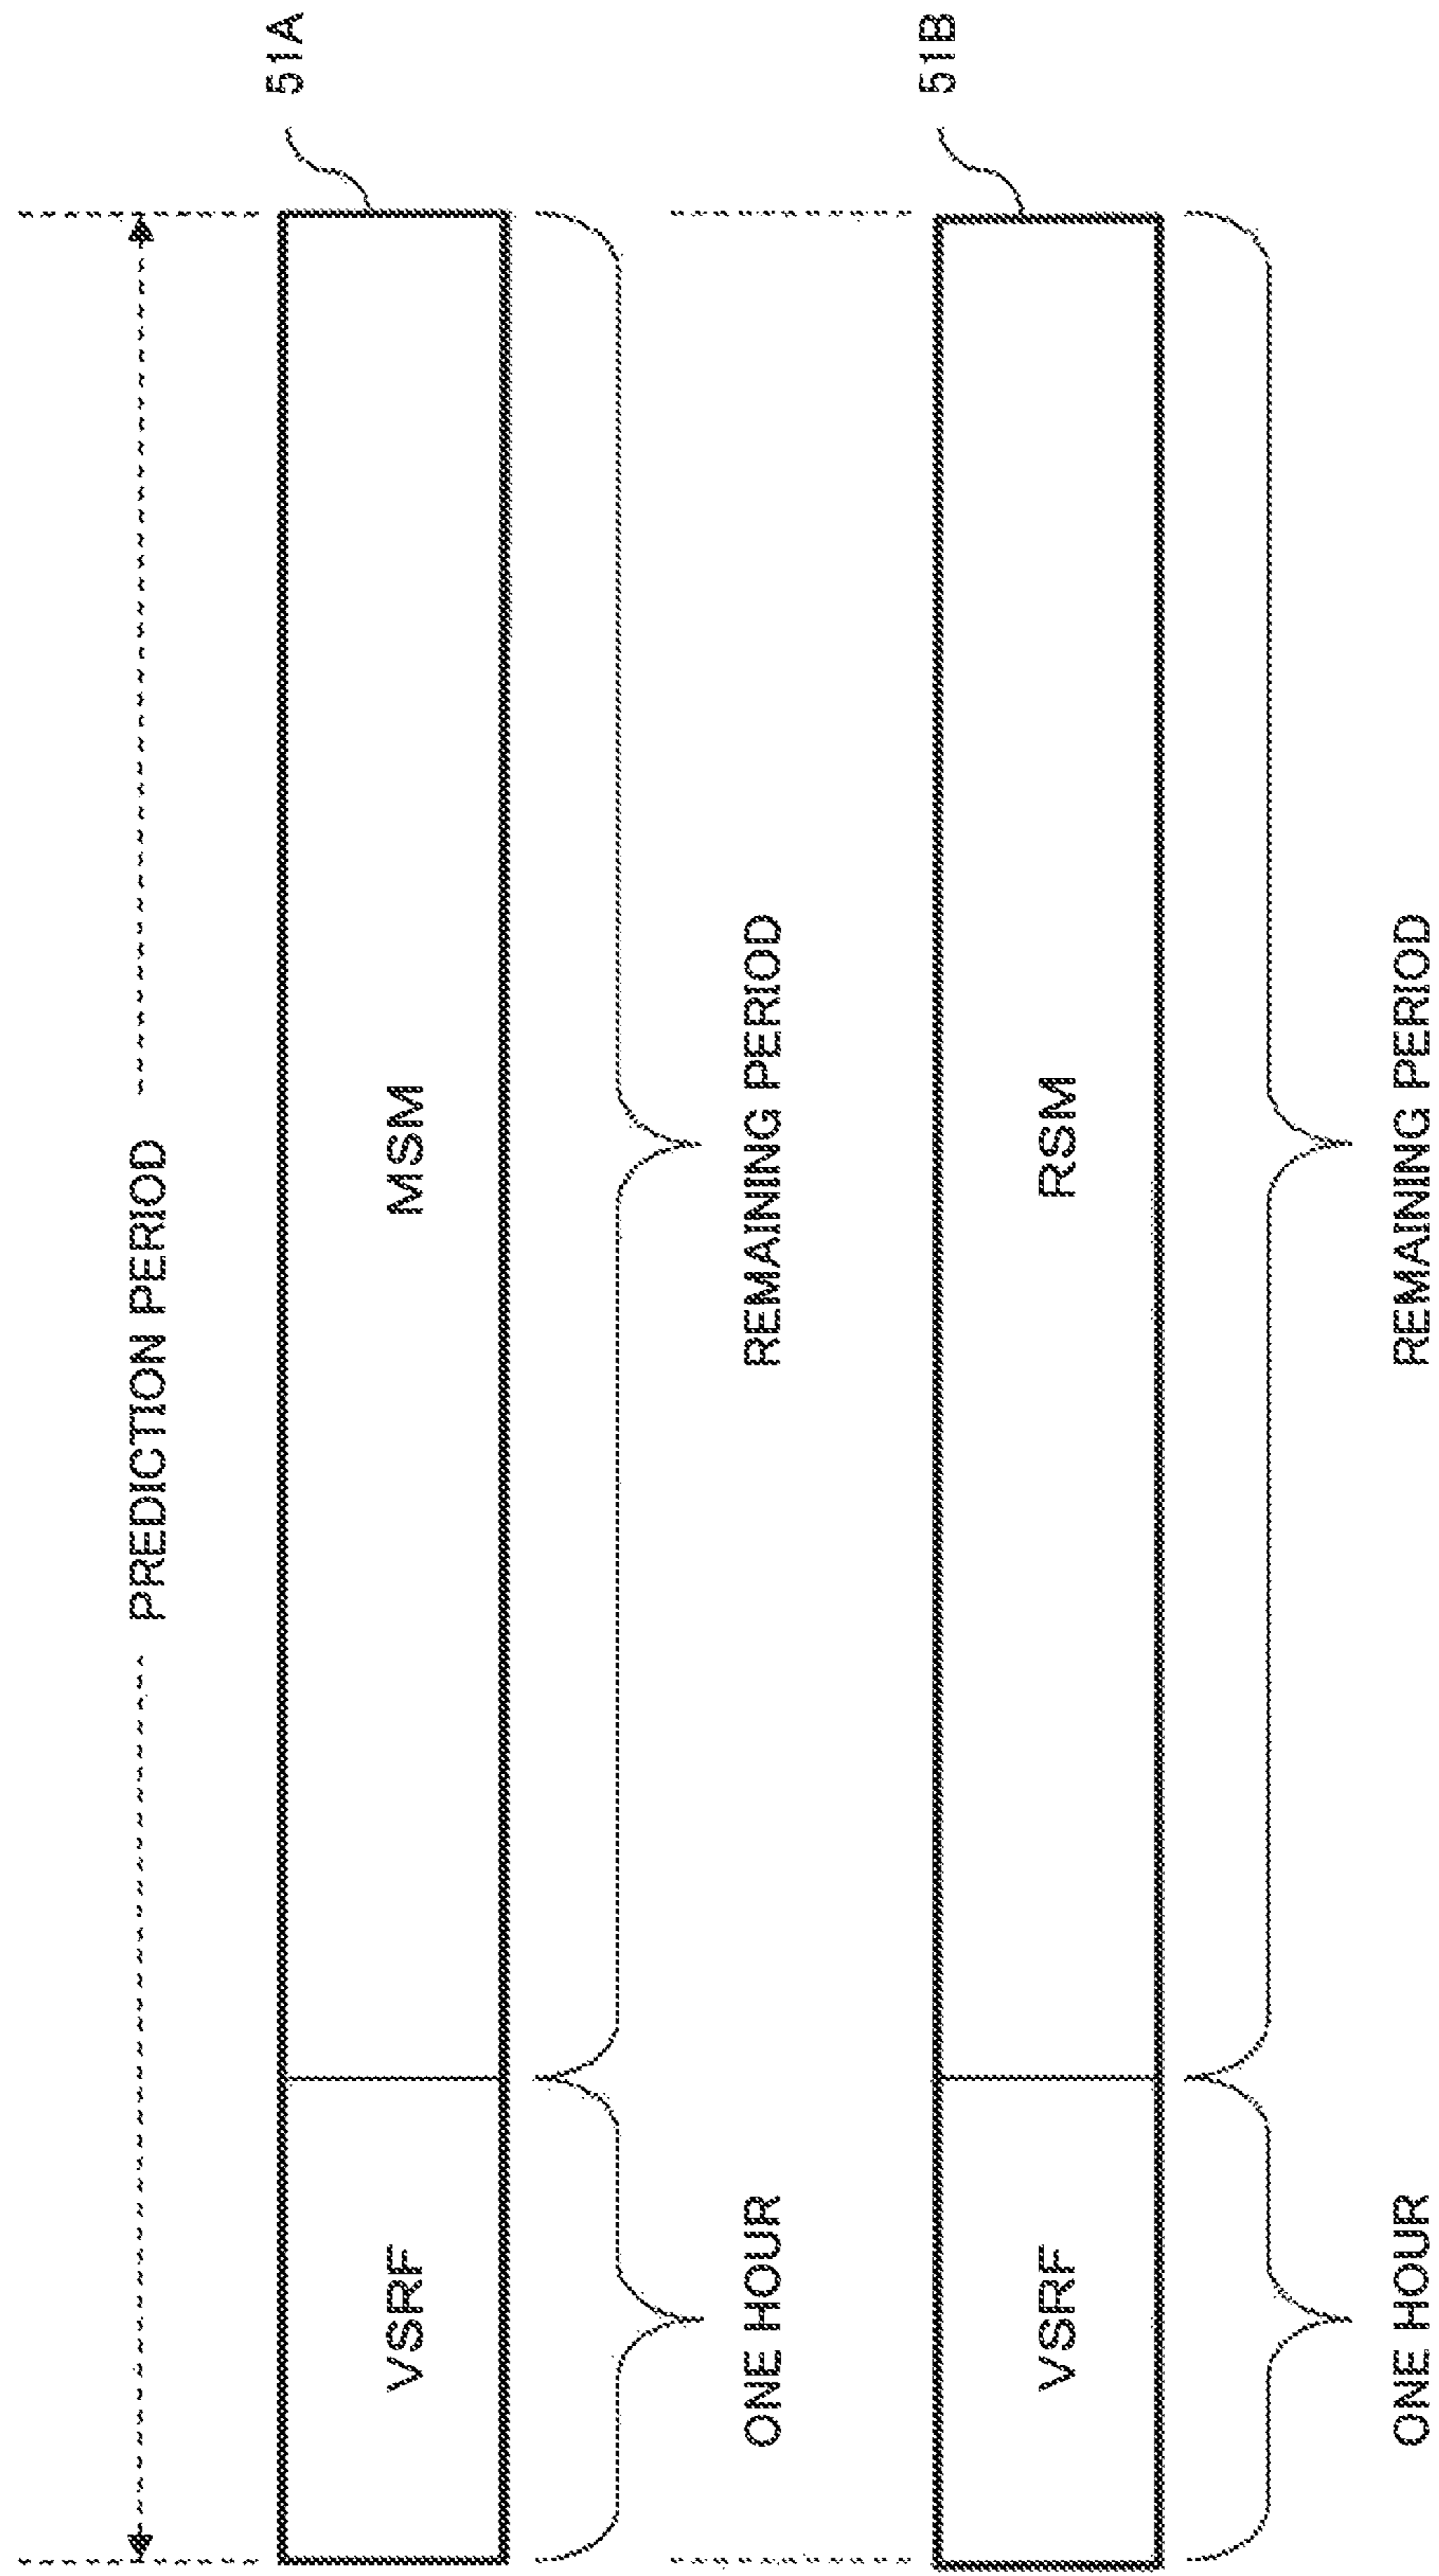 PREDICTION PERIOD
51A
VSRF MSM
ONE HOUR REMAINING PERIOD
51B
VSRF RSM
ONE HOUR REMAINING PERIOD